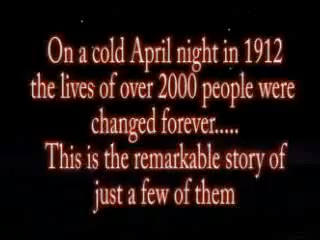 On a cold April night in 1912
the lives of over 2000 people were
changed forever.....
This is the remarkable story of
just a few of them